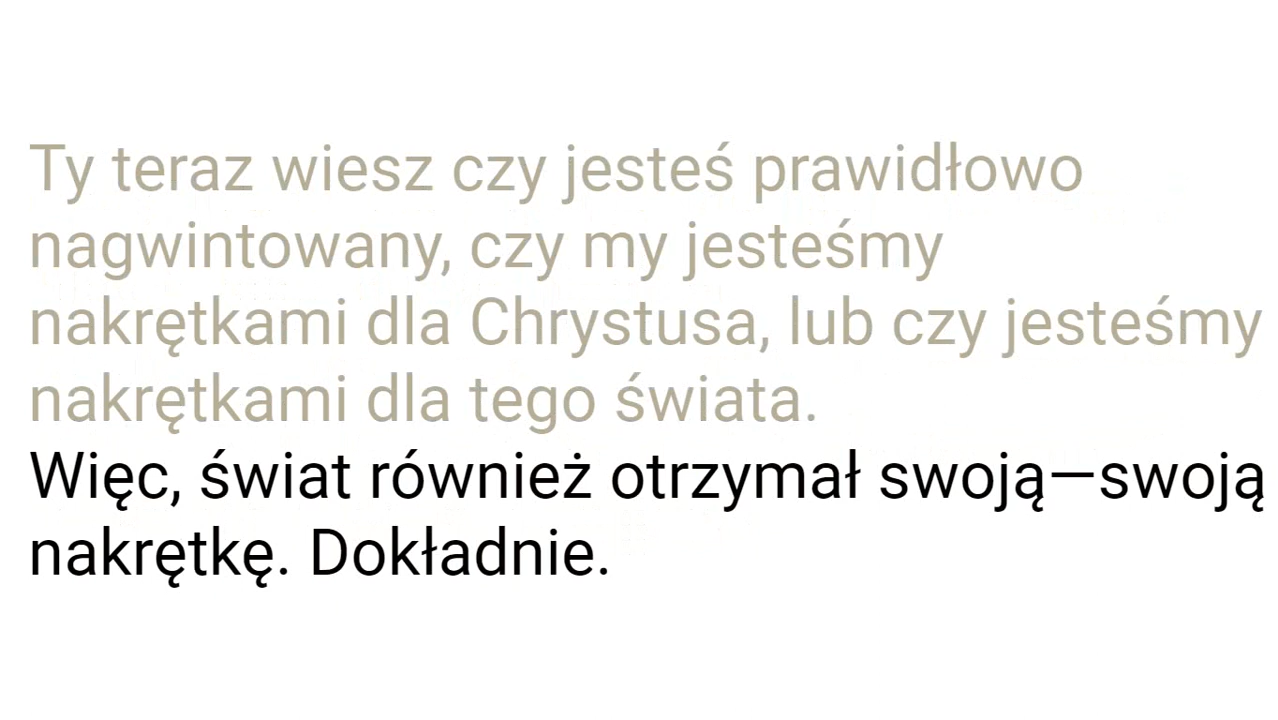 Ty teraz wiesz czy jesteś prawidłowo
nagwintowany, czy my jesteśmy
nakrętkami dla Chrystusa, lub czy jesteśmy
nakrętkami dla tego świata.
Więc, świat również otrzymał swoją—swoją
nakrętkę. Dokładnie.